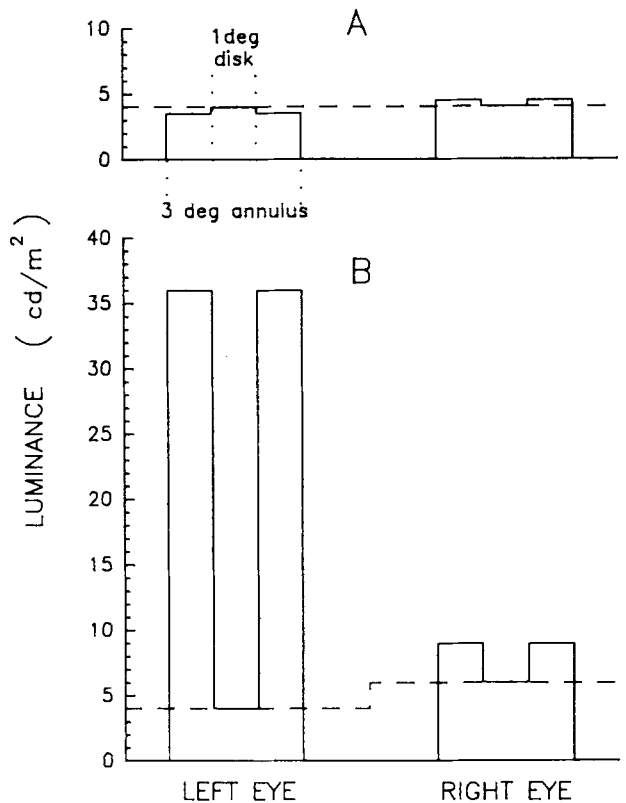 A
10
1deg
disk
5
0
3 deg annulus
LUMINANCE ( cd/m² )
40
B
35
30
25
20
15
10
5
0
LEFT EYE
RIGHT EYE